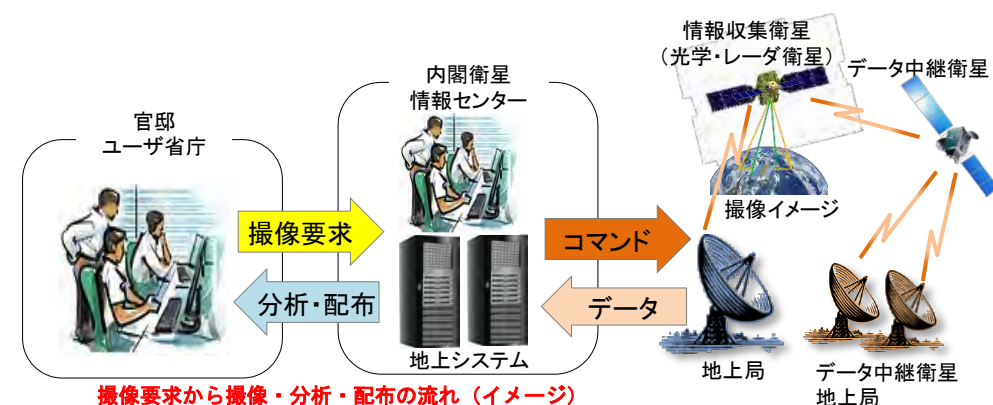 官邸
ユーザ省庁
撮像要求
分析・配布
内閣衛星
情報センター
地上システム
コマンド
データ
情報収集衛星
（光学・レーダ衛星）
撮像イメージ
データ中継衛星
地上局
データ中継衛星
地上局
撮像要求から撮像・分析・配布の流れ（イメージ）